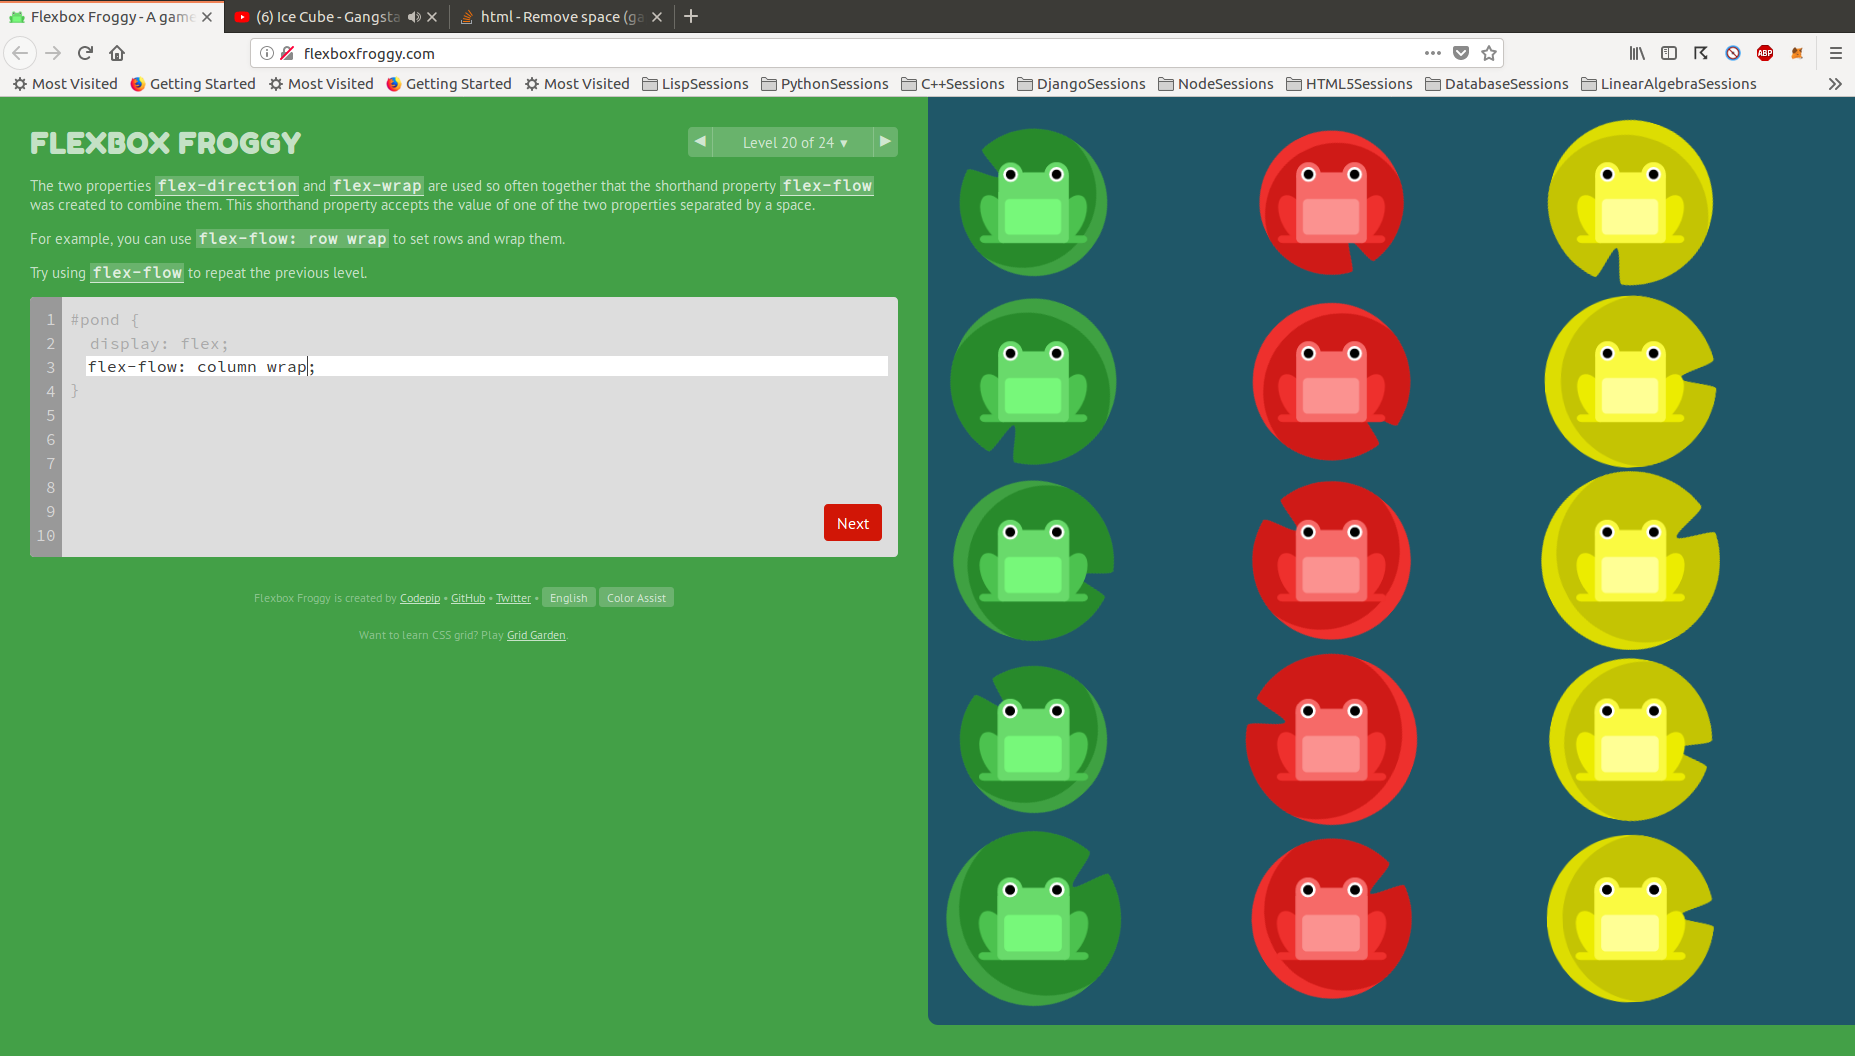 Flexbox Froggy - A game
(6) Ice Cube - Gangsta
html - Remove space (ga
flexboxfroggy.com
ABP
Most Visited Getting Started Most Visited Getting Started Most Visited LispSessions PythonSessions C++Sessions DjangoSessions NodeSessions HTML5Sessions DatabaseSessions LinearAlgebraSessions
FLEXBOX FROGGY
◀ Level 20 of 24 ▾ ▶
The two properties flex-direction and flex-wrap are used so often together that the shorthand property flex-flow
was created to combine them. This shorthand property accepts the value of one of the two properties separated by a space.
For example, you can use flex-flow: row wrap to set rows and wrap them.
Try using flex-flow to repeat the previous level.
1 #pond {
2 display: flex;
3 flex-flow: column wrap;
4 }
5
6
7
8
9
10
Next
Flexbox Froggy is created by Codepip • GitHub • Twitter • English Color Assist
Want to learn CSS grid? Play Grid Garden.